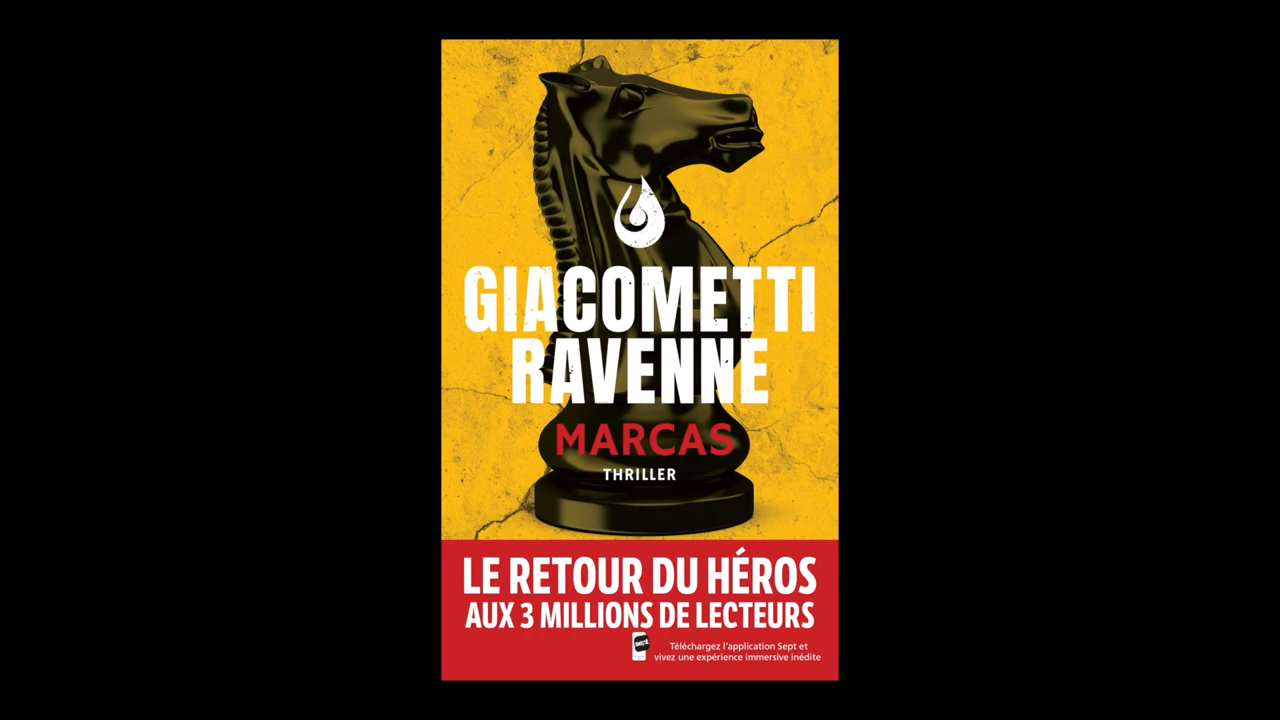 GIACOMETTI
RAVENNE
MARCAS
THRILLER
LE RETOUR DU HÉROS
AUX 3 MILLIONS DE LECTEURS
sept
Téléchargez l'application Sept et
vivez une expérience immersive inédite